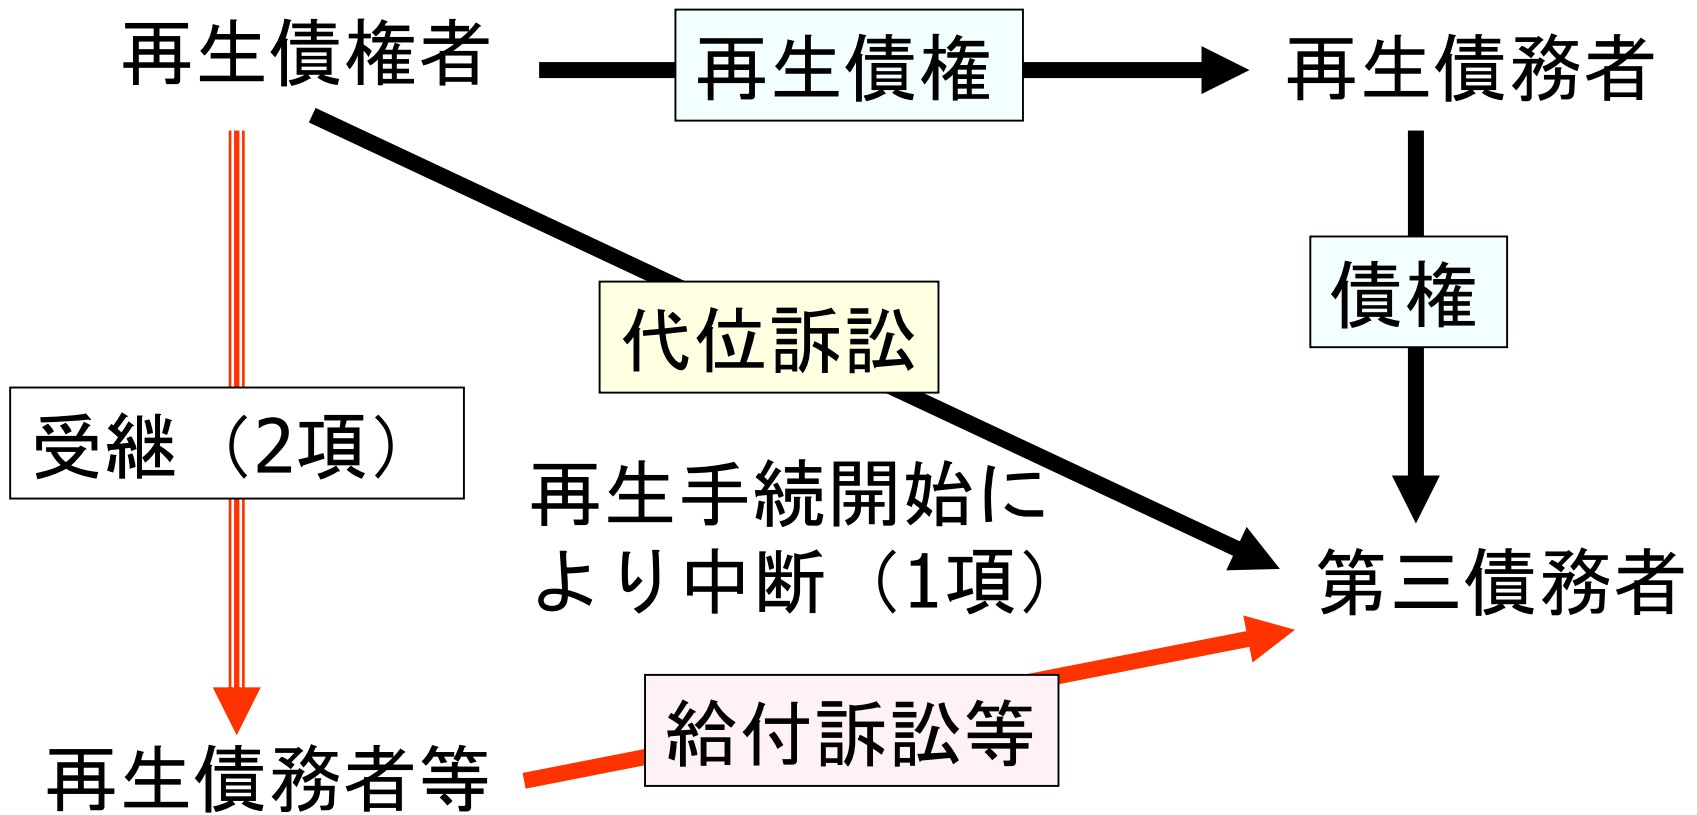 再生債権者
再生債権
再生債務者
債権
代位訴訟
受継（2項）
再生手続開始に
より中断（1項）
第三債務者
給付訴訟等
再生債務者等